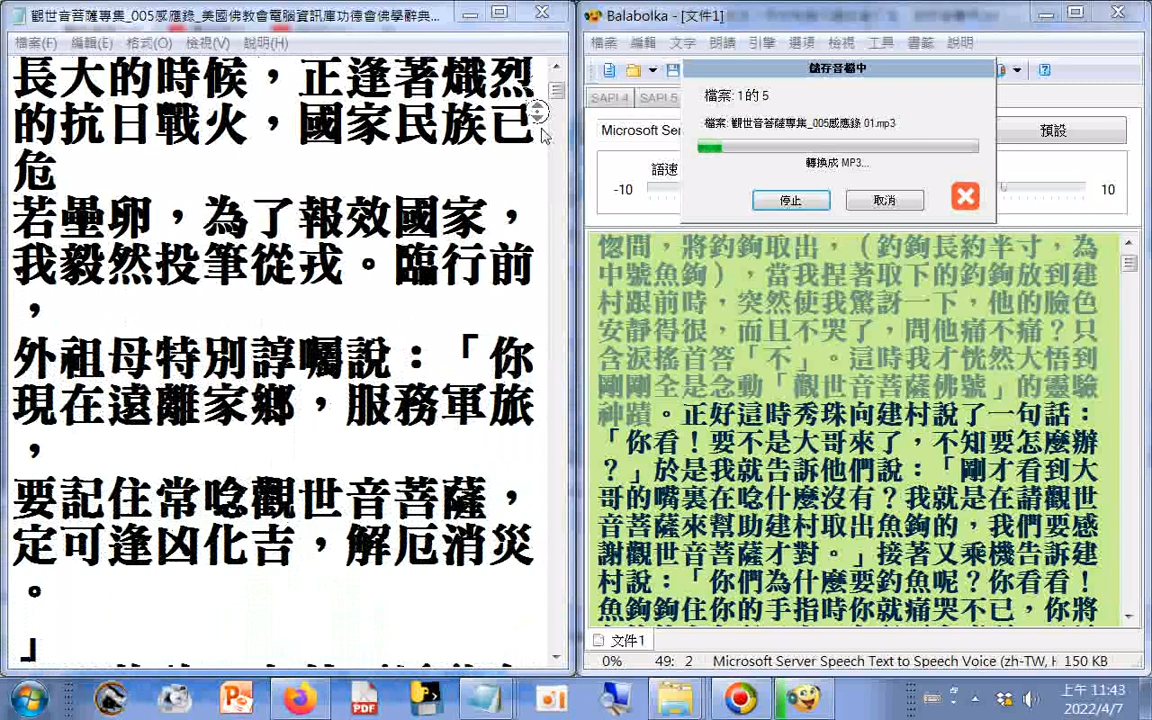 觀世音菩薩專集_005感應錄_美國佛教會電腦資訊庫功德會佛學辭典...
檔案(F) 編輯(E) 格式(O) 檢視(V) 說明(H)
長大的時候，正逢著熾烈
的抗日戰火，國家民族已
危
若壘卵，為了報效國家，
我毅然投筆從戎。臨行前
，
外祖母特別諄囑說：「你
現在遠離家鄉，服務軍旅
，
要記住常唸觀世音菩薩，
定可逢凶化吉，解厄消災
。
」
Balabolka - [文件1]
檔案 編輯 文字 朗讀 引擎 選項 檢視 工具 書籤 說明
SAPI 4 SAPI 5
Microsoft Ser
預設
語速
-10
10
儲存音檔中
檔案: 1的 5
檔案: 觀世音菩薩專集_005感應錄 01.mp3
轉換成 MP3...
停止 取消
惚間，將釣鉤取出，（釣鉤長約半寸，為
中號魚鉤），當我捏著取下的釣鉤放到建
村跟前時，突然使我驚訝一下，他的臉色
安靜得很，而且不哭了，問他痛不痛？只
含淚搖首答「不」。這時我才恍然大悟到
剛剛全是念動「觀世音菩薩佛號」的靈驗
神蹟。正好這時秀珠向建村說了一句話：
「你看！要不是大哥來了，不知要怎麼辦
？」於是我就告訴他們說：「剛才看到大
哥的嘴裏在唸什麼沒有？我就是在請觀世
音菩薩來幫助建村取出魚鉤的，我們要感
謝觀世音菩薩才對。」接著又乘機告訴建
村說：「你們為什麼要釣魚呢？你看看！
魚鉤鉤住你的手指時你就痛哭不已，你將
文件1
0% 49: 2 Microsoft Server Speech Text to Speech Voice (zh-TW, H 150 KB
上午 11:43
2022/4/7